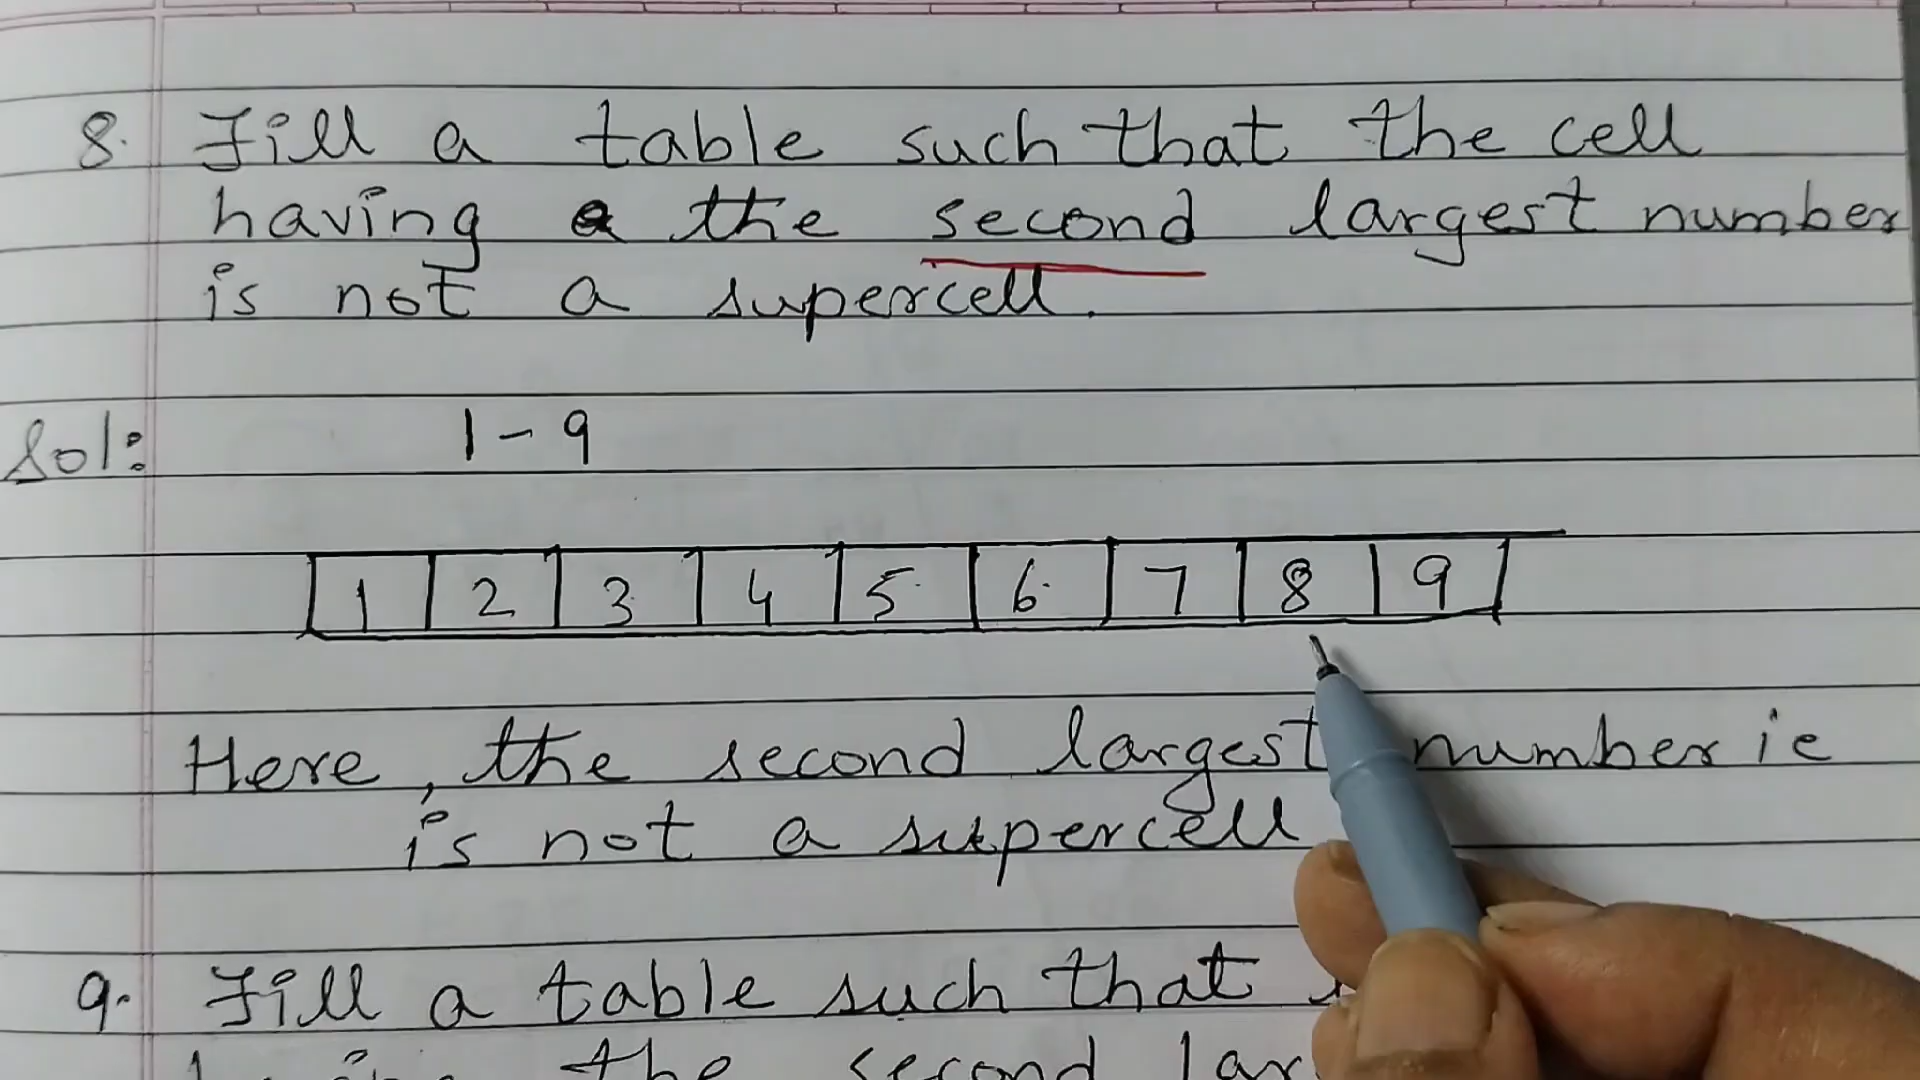 8. Fill a table such that the cell
having the second largest number
is not a supercell.
Sol: 1-9
1 2 3 4 5 6 7 8 9
Here, the second largest number ie
is not a supercell
9. Fill a table such that
the second